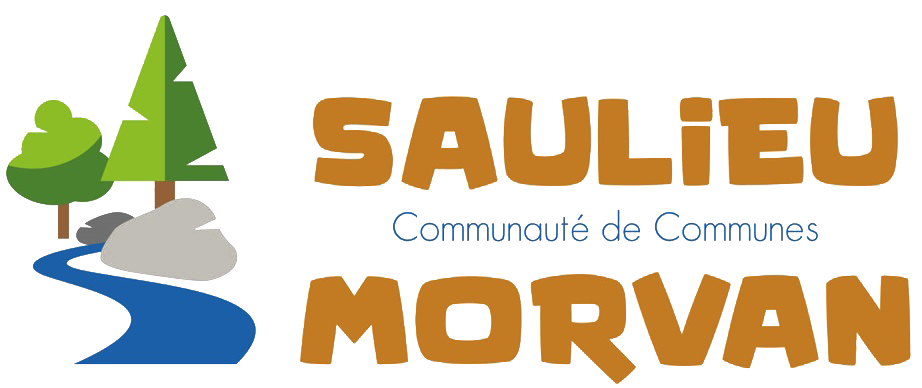 SAULiEU
Communauté de Communes
MORVAN